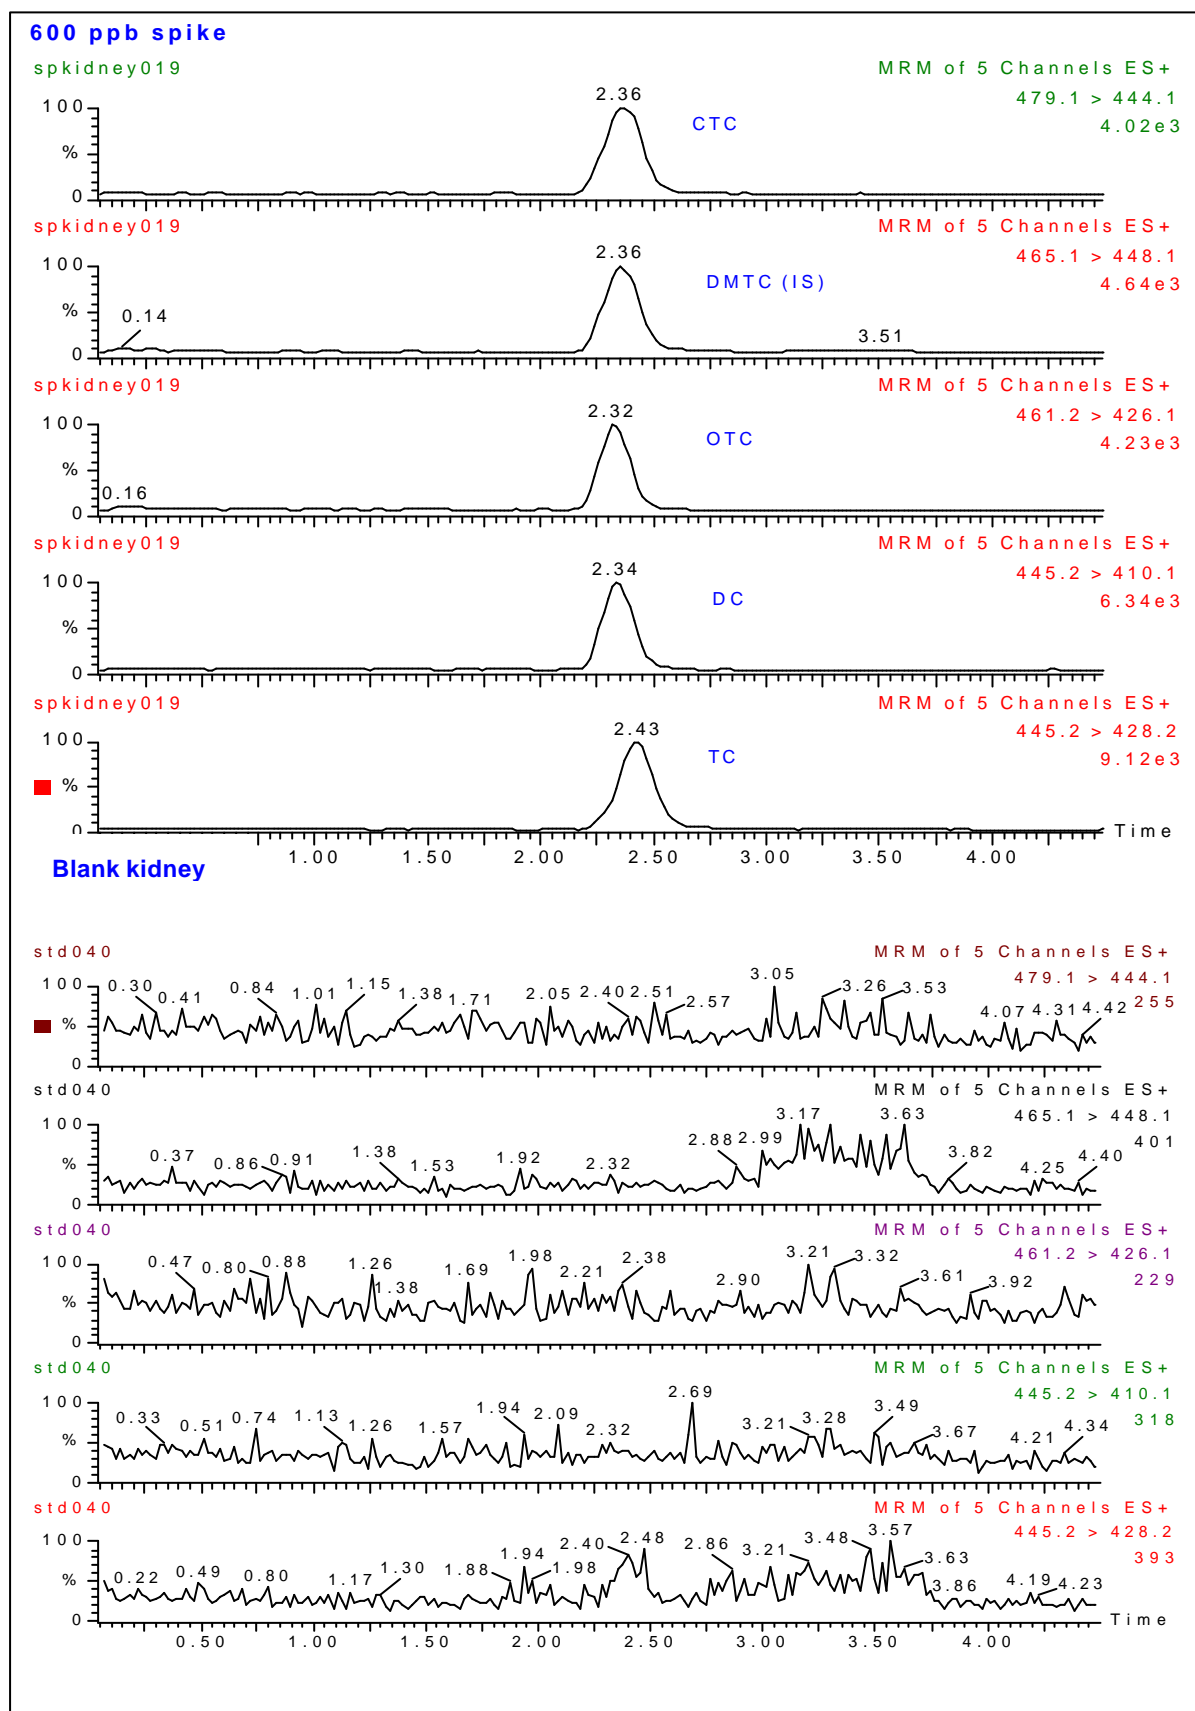 600 ppb spike
spkidney019 MRM of 5 Channels ES+
479.1 > 444.1
4.02e3
2.36
CTC
100
%
0
spkidney019 MRM of 5 Channels ES+
465.1 > 448.1
4.64e3
2.36
DMTC (IS)
100
%
0.14
3.51
0
spkidney019 MRM of 5 Channels ES+
461.2 > 426.1
4.23e3
2.32
OTC
100
%
0.16
0
spkidney019 MRM of 5 Channels ES+
445.2 > 410.1
6.34e3
2.34
DC
100
%
0
spkidney019 MRM of 5 Channels ES+
445.2 > 428.2
9.12e3
2.43
TC
100
%
0
Time
1.00 1.50 2.00 2.50 3.00 3.50 4.00
Blank kidney
std040 MRM of 5 Channels ES+
479.1 > 444.1
255
100
%
0
0.30 0.41 0.84 1.01 1.15 1.38 1.71 2.05 2.40 2.51 2.57 3.05 3.26 3.53 4.07 4.31 4.42
std040 MRM of 5 Channels ES+
465.1 > 448.1
401
100
%
0
0.37 0.86 0.91 1.38 1.53 1.92 2.32 2.88 2.99 3.17 3.63 3.82 4.25 4.40
std040 MRM of 5 Channels ES+
461.2 > 426.1
229
100
%
0
0.47 0.80 0.88 1.26 1.38 1.69 1.98 2.21 2.38 2.90 3.21 3.32 3.61 3.92
std040 MRM of 5 Channels ES+
445.2 > 410.1
318
100
%
0
0.33 0.51 0.74 1.13 1.26 1.57 1.94 2.09 2.32 2.69 3.21 3.28 3.49 3.67 4.21 4.34
std040 MRM of 5 Channels ES+
445.2 > 428.2
393
100
%
0
0.22 0.49 0.80 1.17 1.30 1.88 1.94 1.98 2.40 2.48 2.86 3.21 3.48 3.57 3.63 3.86 4.19 4.23
Time
0.50 1.00 1.50 2.00 2.50 3.00 3.50 4.00